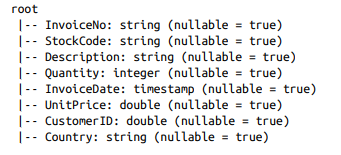 root
 |-- InvoiceNo: string (nullable = true)
 |-- StockCode: string (nullable = true)
 |-- Description: string (nullable = true)
 |-- Quantity: integer (nullable = true)
 |-- InvoiceDate: timestamp (nullable = true)
 |-- UnitPrice: double (nullable = true)
 |-- CustomerID: double (nullable = true)
 |-- Country: string (nullable = true)